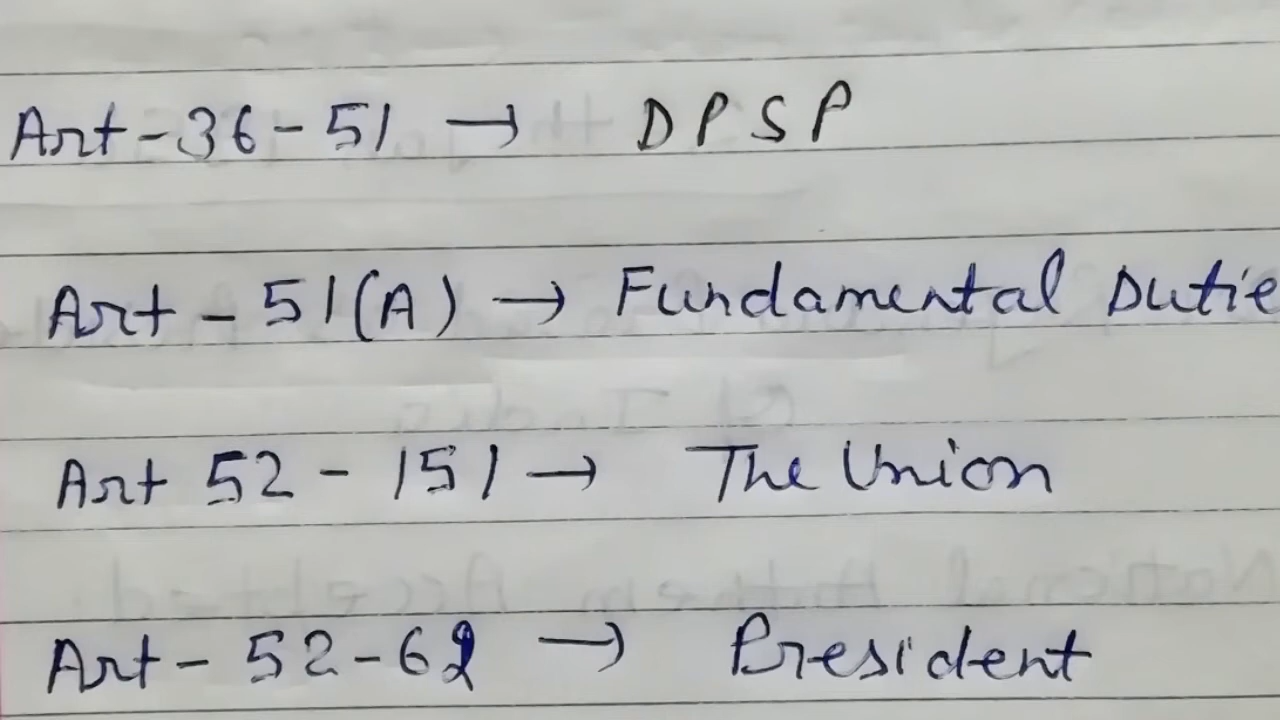 Art-36-51 → DPSP
Art - 51(A) → Fundamental Dutie
Art 52 - 151 → The Union
Art - 52-62 → President